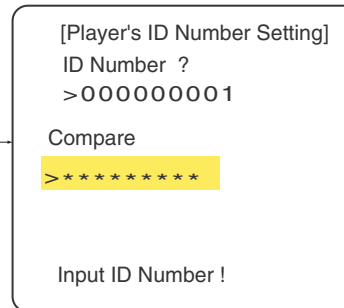 [Player's ID Number Setting]
ID Number ?
>000000001
Compare
>*********
Input ID Number !